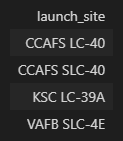 launch_site
CCAFS LC-40
CCAFS SLC-40
KSC LC-39A
VAFB SLC-4E